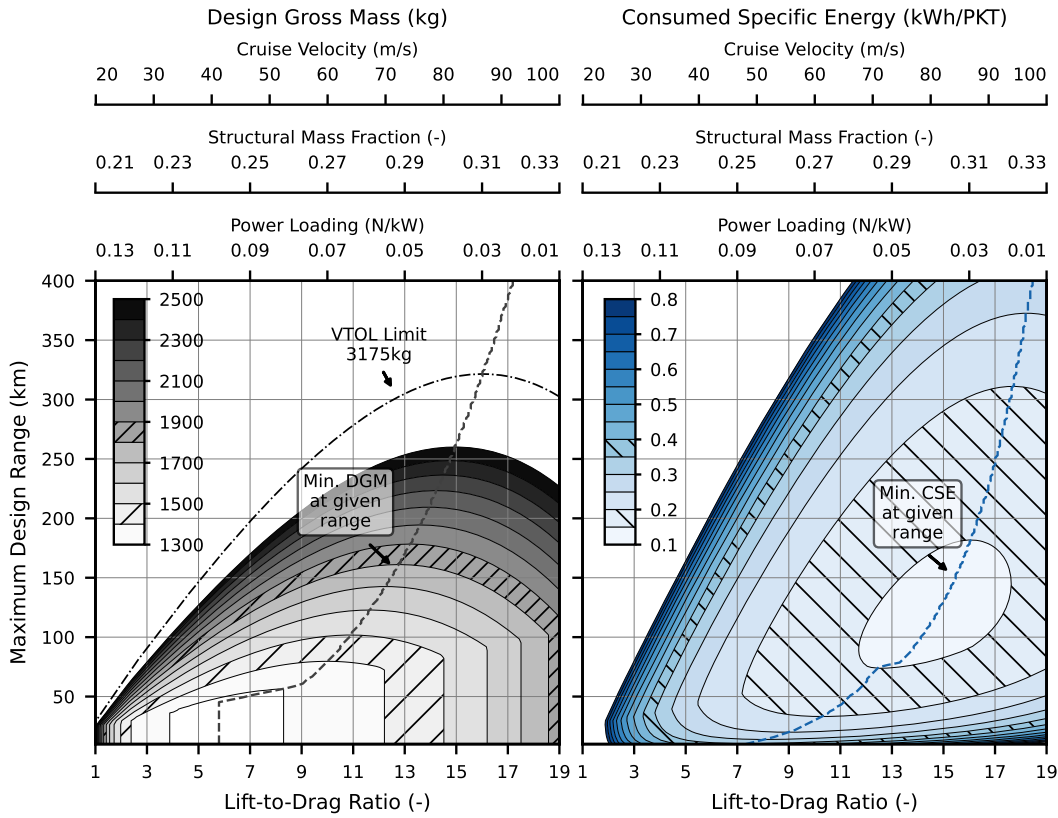 Design Gross Mass (kg)
Cruise Velocity (m/s)
20 30 40 50 60 70 80 90 100
Structural Mass Fraction (-)
0.21 0.23 0.25 0.27 0.29 0.31 0.33
Power Loading (N/kW)
0.13 0.11 0.09 0.07 0.05 0.03 0.01
Maximum Design Range (km)
400
350
300
250
200
150
100
50
2500
2300
2100
1900
1700
1500
1300
VTOL Limit
3175kg
Min. DGM
at given
range
1 3 5 7 9 11 13 15 17 19
Lift-to-Drag Ratio (-)
Consumed Specific Energy (kWh/PKT)
Cruise Velocity (m/s)
20 30 40 50 60 70 80 90 100
Structural Mass Fraction (-)
0.21 0.23 0.25 0.27 0.29 0.31 0.33
Power Loading (N/kW)
0.13 0.11 0.09 0.07 0.05 0.03 0.01
0.8
0.7
0.6
0.5
0.4
0.3
0.2
0.1
Min. CSE
at given
range
1 3 5 7 9 11 13 15 17 19
Lift-to-Drag Ratio (-)